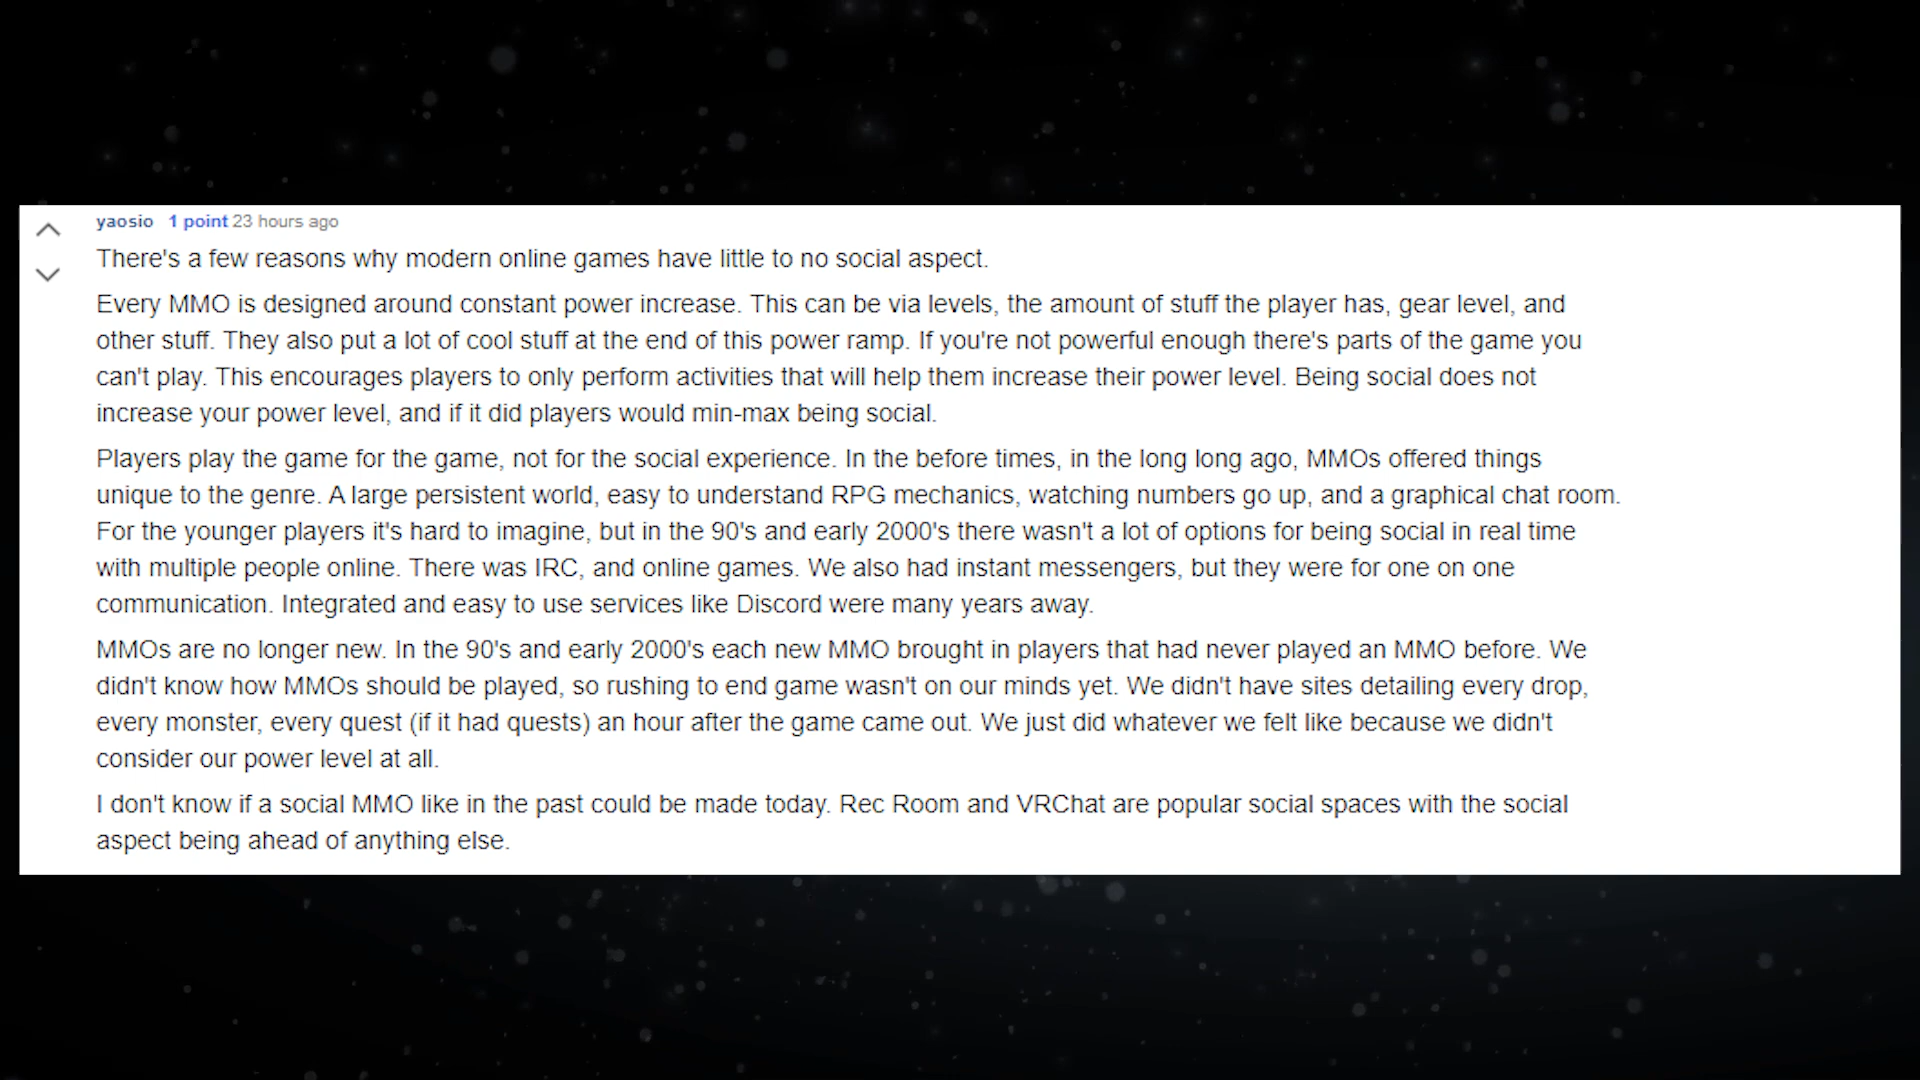 yaosio 1 point 23 hours ago
There's a few reasons why modern online games have little to no social aspect.
Every MMO is designed around constant power increase. This can be via levels, the amount of stuff the player has, gear level, and
other stuff. They also put a lot of cool stuff at the end of this power ramp. If you're not powerful enough there's parts of the game you
can't play. This encourages players to only perform activities that will help them increase their power level. Being social does not
increase your power level, and if it did players would min-max being social.
Players play the game for the game, not for the social experience. In the before times, in the long long ago, MMOs offered things
unique to the genre. A large persistent world, easy to understand RPG mechanics, watching numbers go up, and a graphical chat room.
For the younger players it's hard to imagine, but in the 90's and early 2000's there wasn't a lot of options for being social in real time
with multiple people online. There was IRC, and online games. We also had instant messengers, but they were for one on one
communication. Integrated and easy to use services like Discord were many years away.
MMOs are no longer new. In the 90's and early 2000's each new MMO brought in players that had never played an MMO before. We
didn't know how MMOs should be played, so rushing to end game wasn't on our minds yet. We didn't have sites detailing every drop,
every monster, every quest (if it had quests) an hour after the game came out. We just did whatever we felt like because we didn't
consider our power level at all.
I don't know if a social MMO like in the past could be made today. Rec Room and VRChat are popular social spaces with the social
aspect being ahead of anything else.